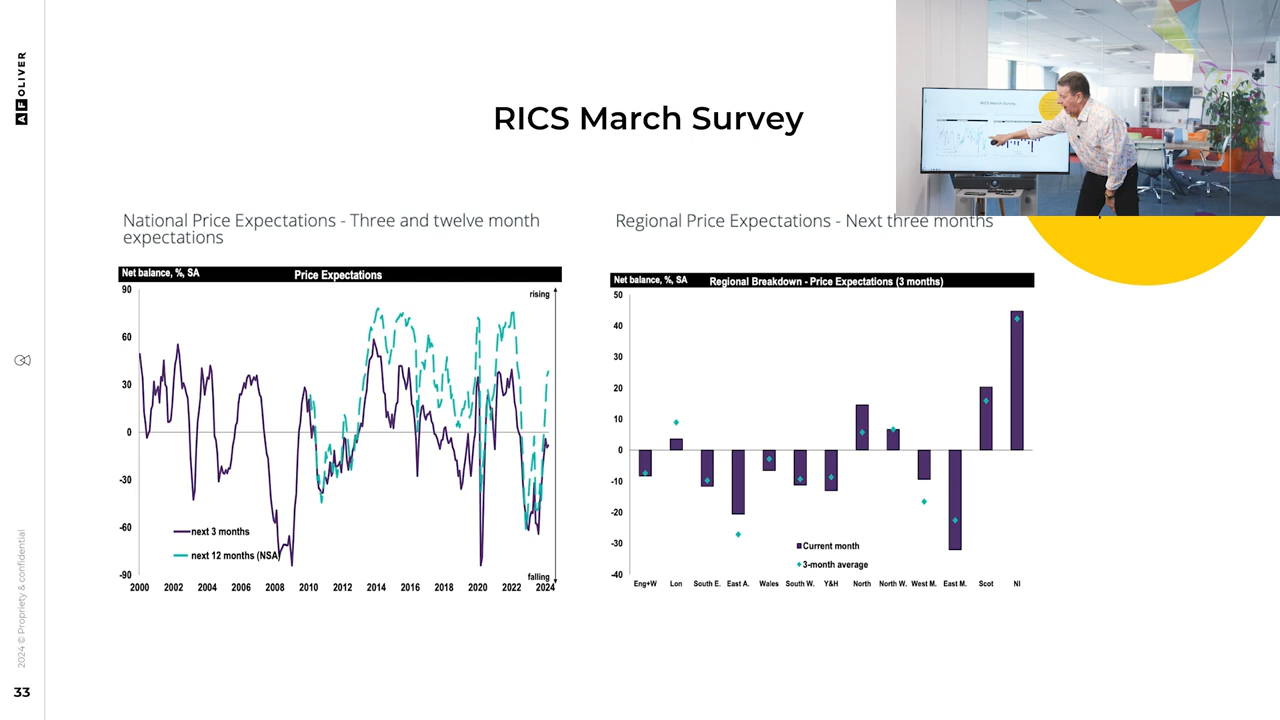 AF OLIVER
RICS March Survey
National Price Expectations - Three and twelve month
expectations
Net balance, %, SA
Price Expectations
90
60
30
0
-30
-60
-90
rising
falling
next 3 months
next 12 months (NSA)
2000 2002 2004 2006 2008 2010 2012 2014 2016 2018 2020 2022 2024
Regional Price Expectations - Next three months
Net balance, %, SA
Regional Breakdown - Price Expectations (3 months)
50
40
30
20
10
0
-10
-20
-30
-40
Current month
3-month average
Eng+W Lon South E. East A. Wales South W. Y&H North North W. West M. East M. Scot NI
RICS March Survey
2024 © Propriety & confidential
33